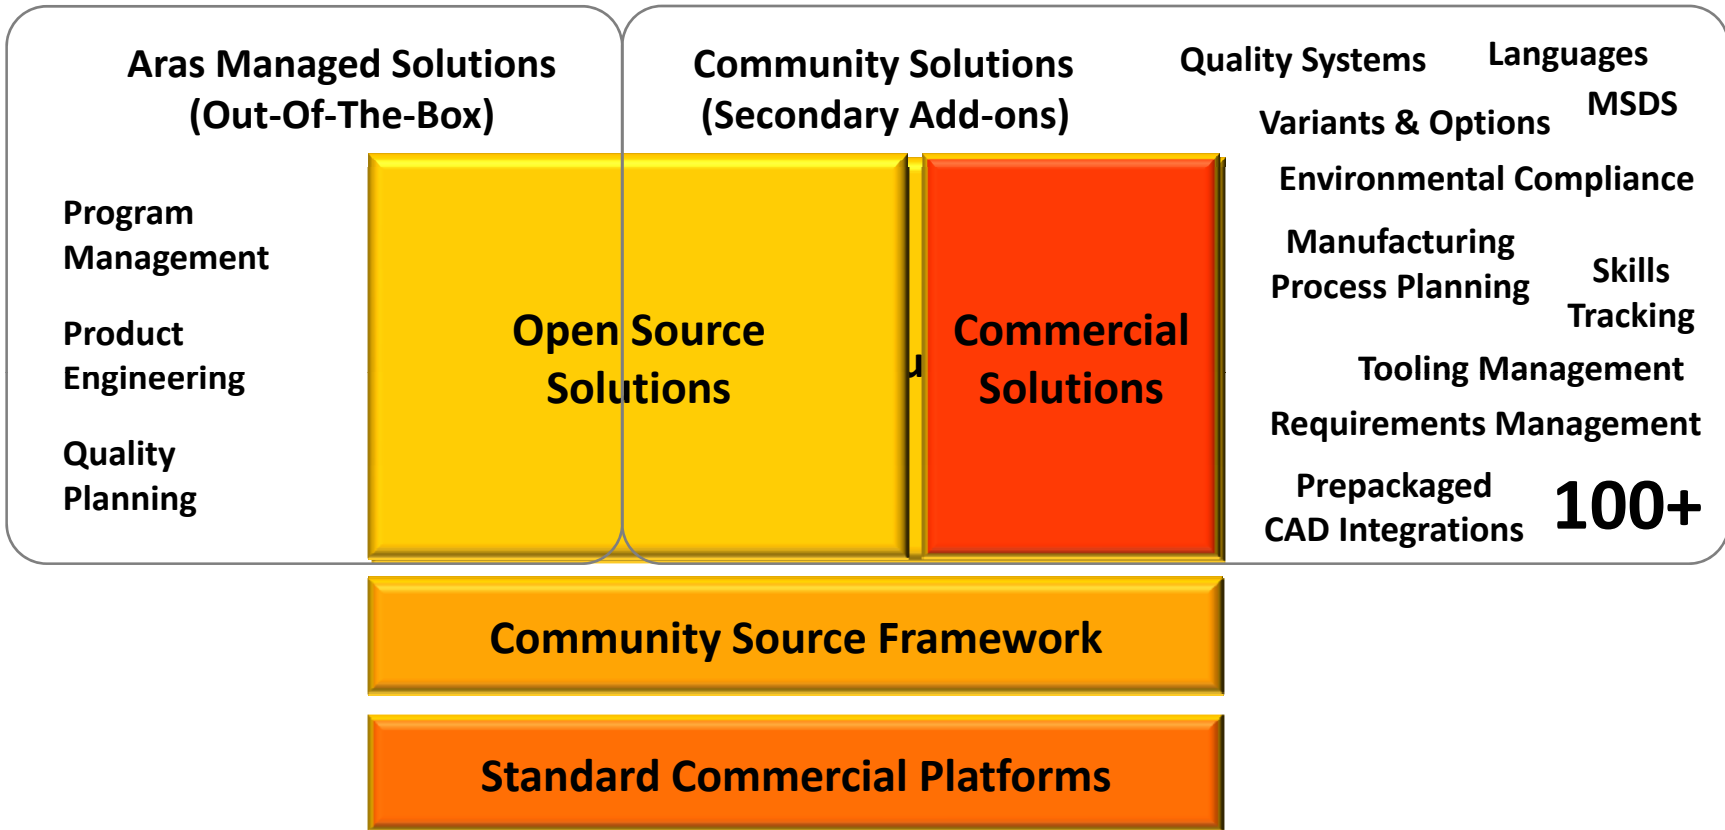 Aras Managed Solutions
(Out-Of-The-Box)
Program
Management
Product
Engineering
Quality
Planning
Community Solutions
(Secondary Add-ons)
Quality Systems
Languages
MSDS
Variants & Options
Environmental Compliance
Manufacturing
Process Planning
Skills
Tracking
Tooling Management
Requirements Management
Prepackaged
CAD Integrations
100+
Open Source
Solutions
Commercial
Solutions
Community Source Framework
Standard Commercial Platforms